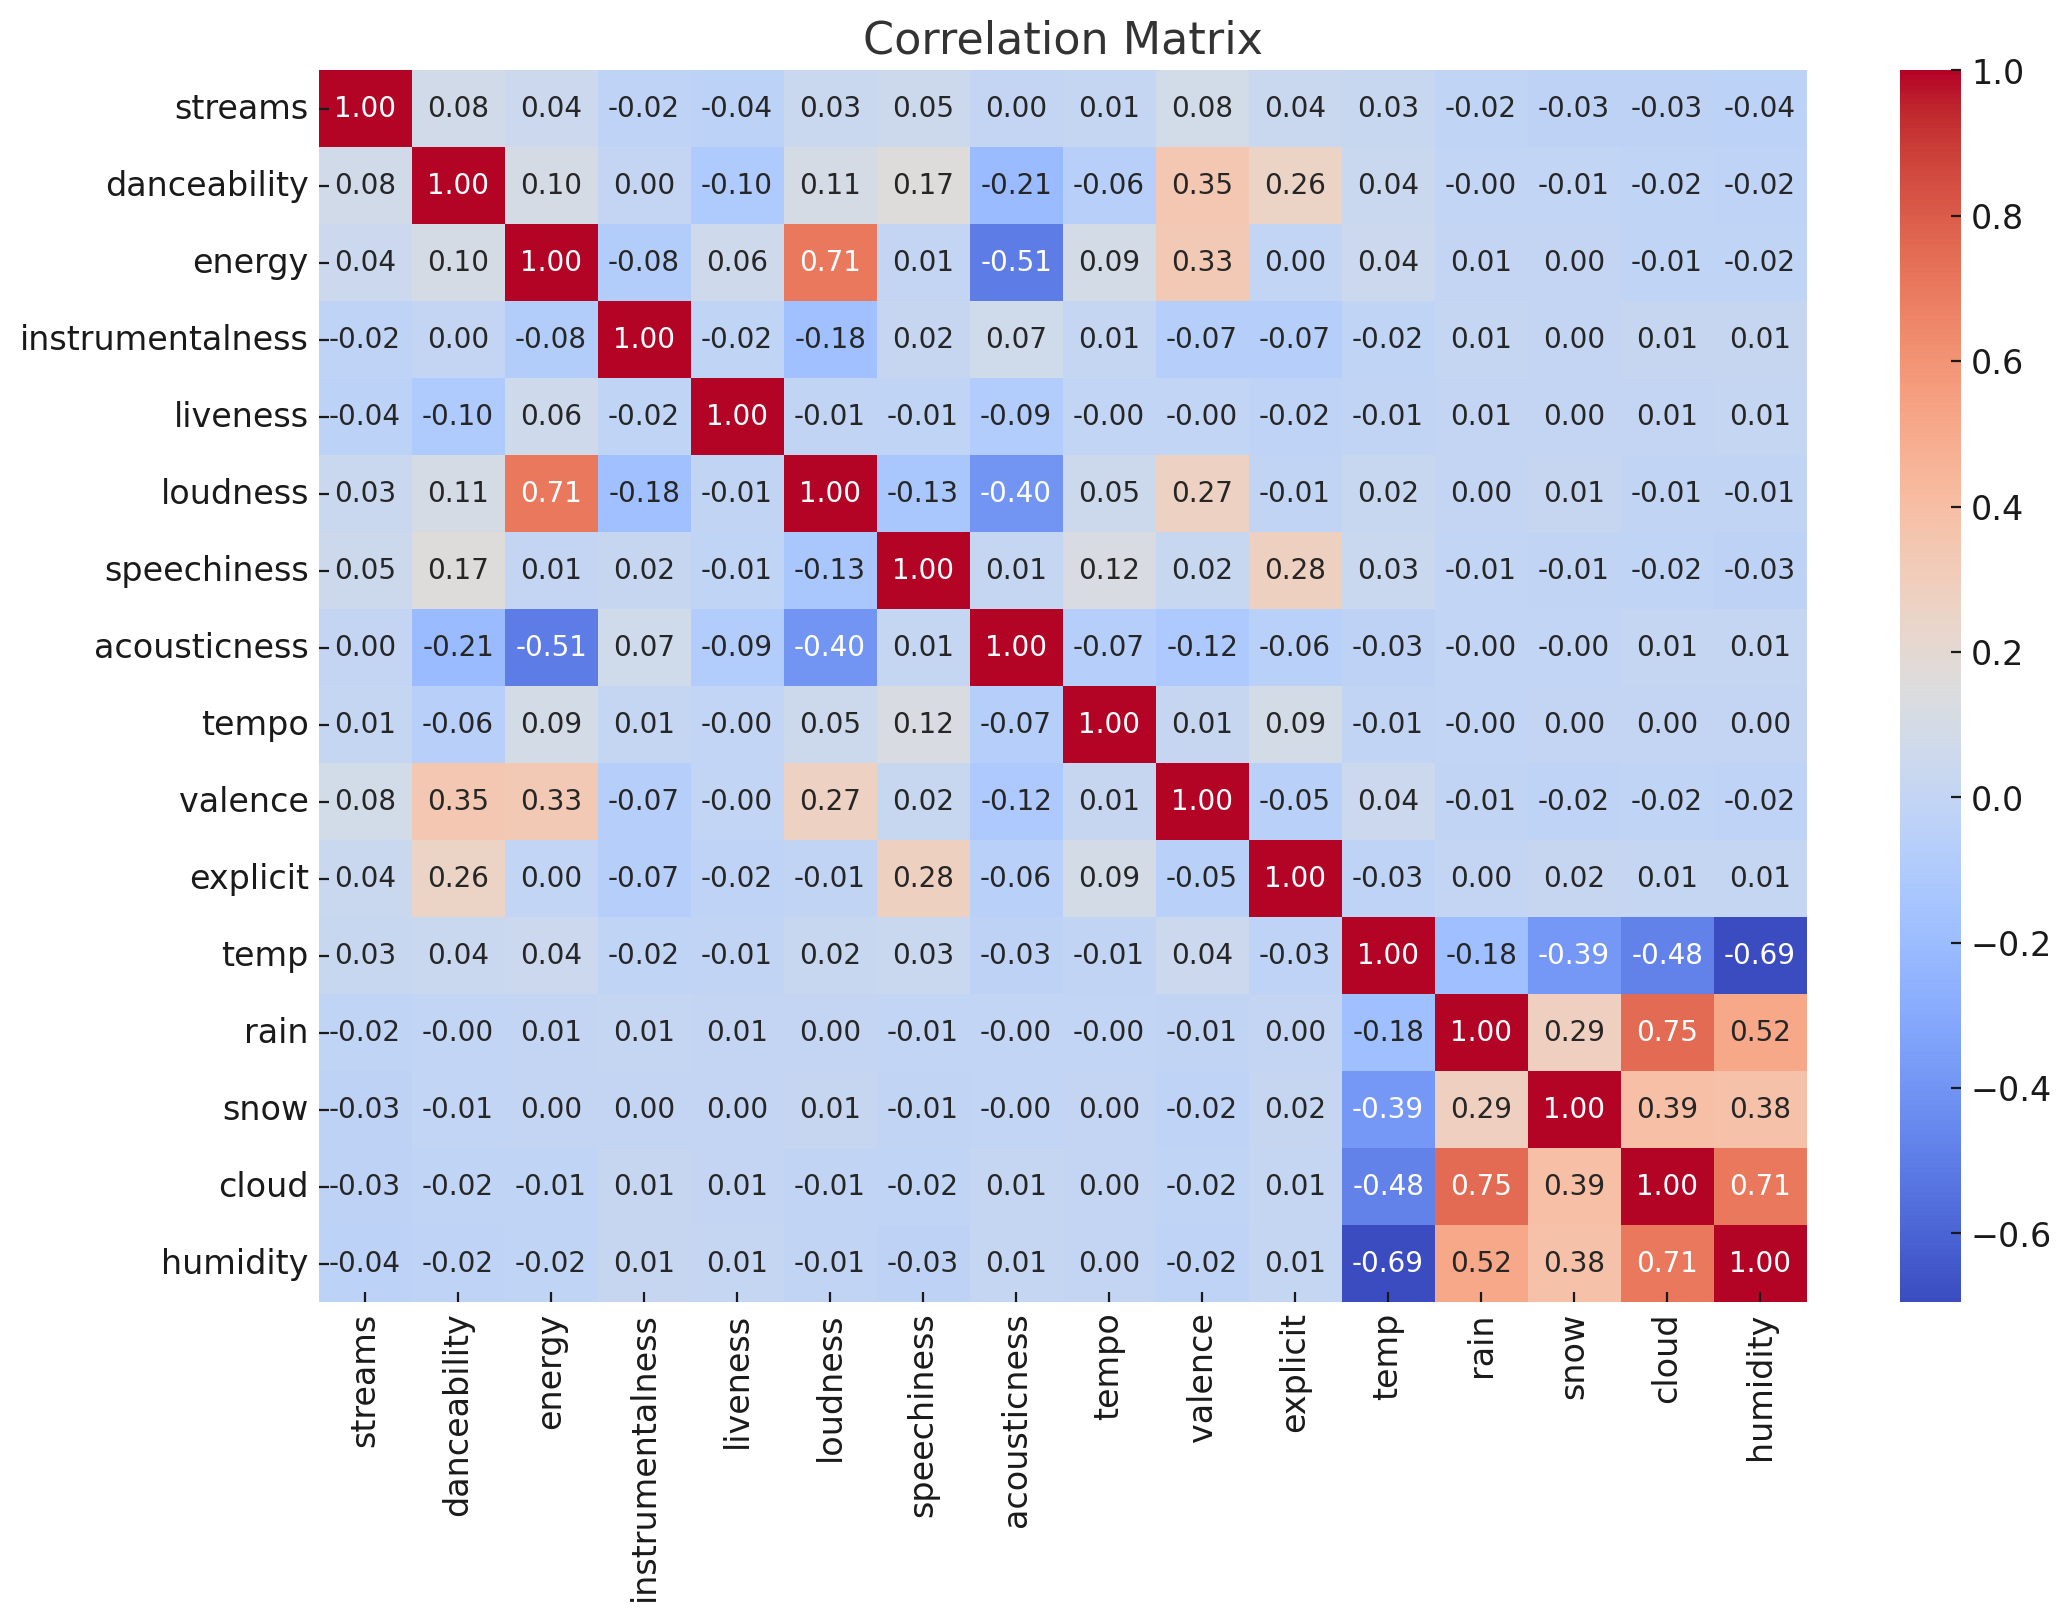 Correlation Matrix
streams 1.00 0.08 0.04 -0.02 -0.04 0.03 0.05 0.00 0.01 0.08 0.04 0.03 -0.02 -0.03 -0.03 -0.04
danceability 0.08 1.00 0.10 0.00 -0.10 0.11 0.17 -0.21 -0.06 0.35 0.26 0.04 -0.00 -0.01 -0.02 -0.02
energy 0.04 0.10 1.00 -0.08 0.06 0.71 0.01 -0.51 0.09 0.33 0.00 0.04 0.01 0.00 -0.01 -0.02
instrumentalness -0.02 0.00 -0.08 1.00 -0.02 -0.18 0.02 0.07 0.01 -0.07 -0.07 -0.02 0.01 0.00 0.01 0.01
liveness -0.04 -0.10 0.06 -0.02 1.00 -0.01 -0.01 -0.09 -0.00 -0.00 -0.02 -0.01 0.01 0.00 0.01 0.01
loudness 0.03 0.11 0.71 -0.18 -0.01 1.00 -0.13 -0.40 0.05 0.27 -0.01 0.02 0.00 0.01 -0.01 -0.01
speechiness 0.05 0.17 0.01 0.02 -0.01 -0.13 1.00 0.01 0.12 0.02 0.28 0.03 -0.01 -0.01 -0.02 -0.03
acousticness 0.00 -0.21 -0.51 0.07 -0.09 -0.40 0.01 1.00 -0.07 -0.12 -0.06 -0.03 -0.00 -0.00 0.01 0.01
tempo 0.01 -0.06 0.09 0.01 -0.00 0.05 0.12 -0.07 1.00 0.01 0.09 -0.01 -0.00 0.00 0.00 0.00
valence 0.08 0.35 0.33 -0.07 -0.00 0.27 0.02 -0.12 0.01 1.00 -0.05 0.04 -0.01 -0.02 -0.02 -0.02
explicit 0.04 0.26 0.00 -0.07 -0.02 -0.01 0.28 -0.06 0.09 -0.05 1.00 -0.03 0.00 0.02 0.01 0.01
temp 0.03 0.04 0.04 -0.02 -0.01 0.02 0.03 -0.03 -0.01 0.04 -0.03 1.00 -0.18 -0.39 -0.48 -0.69
rain -0.02 -0.00 0.01 0.01 0.01 0.00 -0.01 -0.00 -0.00 -0.01 0.00 -0.18 1.00 0.29 0.75 0.52
snow -0.03 -0.01 0.00 0.00 0.00 0.01 -0.01 -0.00 0.00 -0.02 0.02 -0.39 0.29 1.00 0.39 0.38
cloud -0.03 -0.02 -0.01 0.01 0.01 -0.01 -0.02 0.01 0.00 -0.02 0.01 -0.48 0.75 0.39 1.00 0.71
humidity -0.04 -0.02 -0.02 0.01 0.01 -0.01 -0.03 0.01 0.00 -0.02 0.01 -0.69 0.52 0.38 0.71 1.00
streams danceability energy instrumentalness liveness loudness speechiness acousticness tempo valence explicit temp rain snow cloud humidity
1.0
0.8
0.6
0.4
0.2
0.0
−0.2
−0.4
−0.6